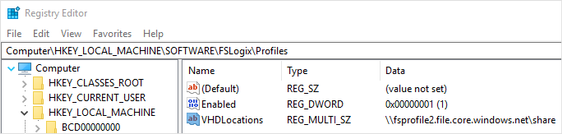 Registry Editor
File Edit View Favorites Help
Computer\HKEY_LOCAL_MACHINE\SOFTWARE\FSLogix\Profiles
Computer
HKEY_CLASSES_ROOT
HKEY_CURRENT_USER
HKEY_LOCAL_MACHINE
BCD00000000
Name Type Data
(Default) REG_SZ (value not set)
Enabled REG_DWORD 0x00000001 (1)
VHDLocations REG_MULTI_SZ \\fsprofile2.file.core.windows.net\share